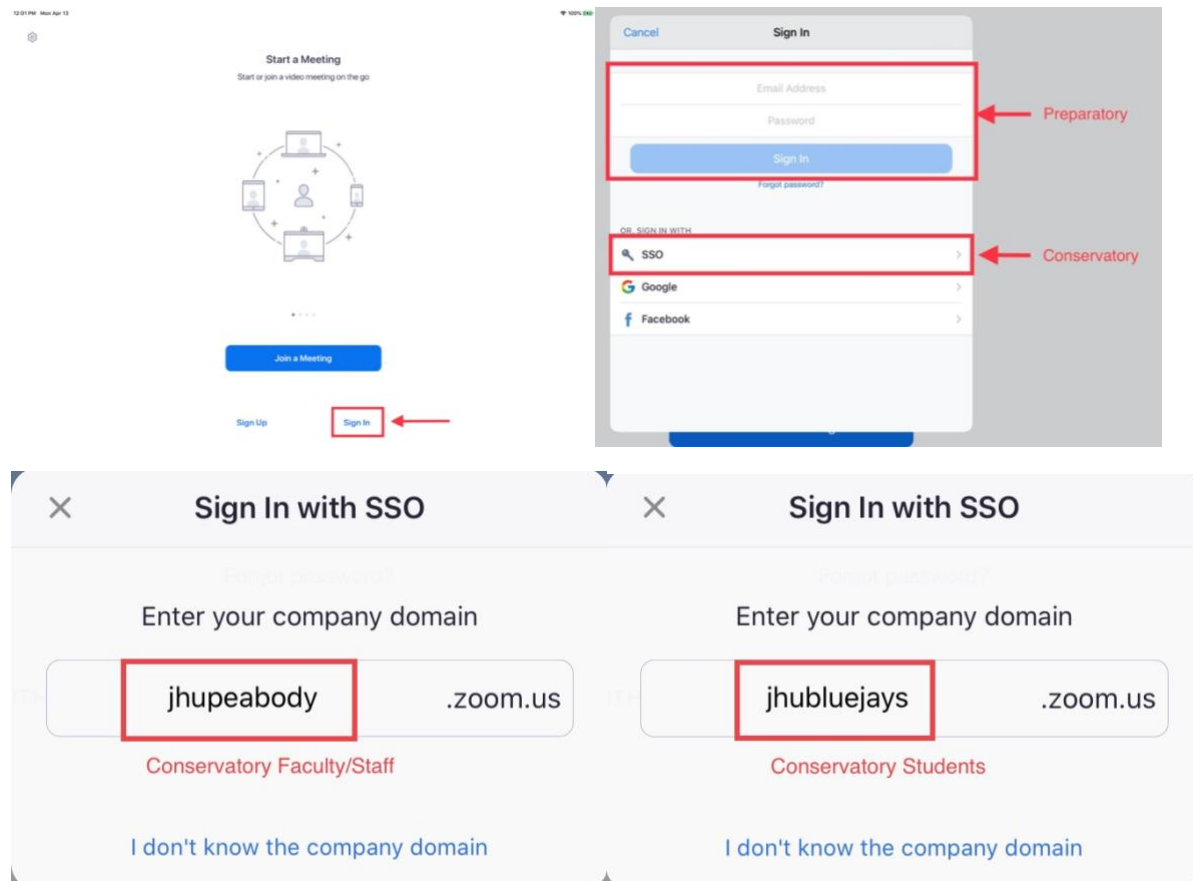 12:01 PM Mon Apr 13
100%
Start a Meeting
Start or join a video meeting on the go
Join a Meeting
Sign Up
Sign In
Cancel
Sign In
Email Address
Password
Preparatory
Sign In
Forgot password?
OR, SIGN IN WITH
SSO
Conservatory
Google
Facebook
Sign In with SSO
Forgot password?
Enter your company domain
jhupeabody
.zoom.us
Conservatory Faculty/Staff
I don't know the company domain
Sign In with SSO
Forgot password?
Enter your company domain
jhubluejays
.zoom.us
Conservatory Students
I don't know the company domain